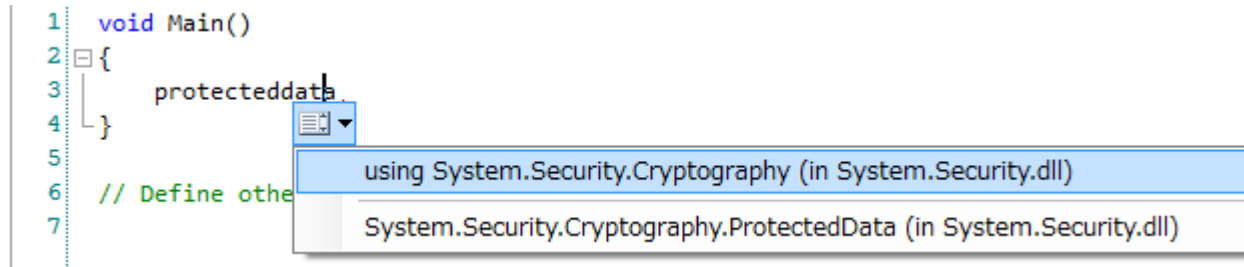 1 void Main()
2 {
3 protecteddata
4 }
using System.Security.Cryptography (in System.Security.dll)
5
6 // Define othe
7
System.Security.Cryptography.ProtectedData (in System.Security.dll)